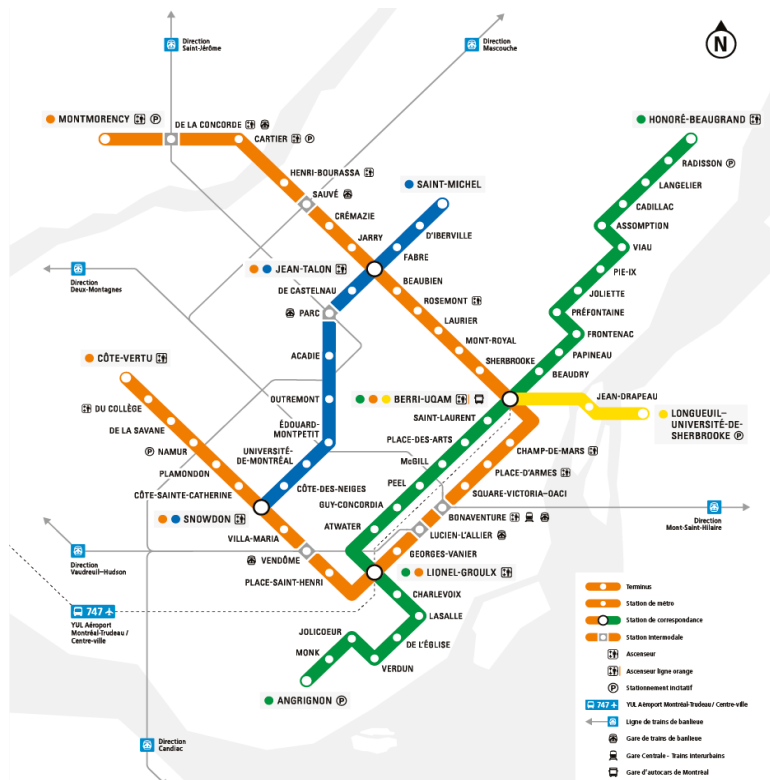 N
Direction
Saint-Jérôme
Direction
Mascouche
MONTMORENCY P
DE LA CONCORDE
CARTIER P
HONORÉ-BEAUGRAND
RADISSON P
HENRI-BOURASSA
LANGELIER
SAINT-MICHEL
SAUVÉ
CADILLAC
CRÉMAZIE
ASSOMPTION
D'IBERVILLE
JARRY
VIAU
FABRE
JEAN-TALON
PIE-IX
Direction
Deux-Montagnes
BEAUBIEN
DE CASTELNAU
JOLIETTE
ROSEMONT
PARC
PRÉFONTAINE
LAURIER
FRONTENAC
MONT-ROYAL
ACADIE
PAPINEAU
CÔTE-VERTU
SHERBROOKE
BEAUDRY
OUTREMONT
BERRI-UQAM
JEAN-DRAPEAU
DU COLLÈGE
LONGUEUIL–
UNIVERSITÉ-DE-
SHERBROOKE P
SAINT-LAURENT
DE LA SAVANE
ÉDOUARD-
MONTPETIT
PLACE-DES-ARTS
CHAMP-DE-MARS
P NAMUR
UNIVERSITÉ-
DE-MONTRÉAL
McGILL
PLACE-D'ARMES
PLAMONDON
PEEL
CÔTE-SAINTE-CATHERINE
CÔTE-DES-NEIGES
SQUARE-VICTORIA–OACI
GUY-CONCORDIA
SNOWDON
BONAVENTURE
ATWATER
Direction
Mont-Saint-Hilaire
VILLA-MARIA
LUCIEN-L'ALLIER
VENDÔME
GEORGES-VANIER
Direction
Vaudreuil–Hudson
PLACE-SAINT-HENRI
LIONEL-GROULX
CHARLEVOIX
747
YUL Aéroport
Montréal-Trudeau /
Centre-ville
LASALLE
JOLICOEUR
DE L'ÉGLISE
MONK
VERDUN
ANGRIGNON P
Direction
Candiac
Terminus
Station de métro
Station de correspondance
Station intermodale
Ascenseur
Ascenseur ligne orange
P Stationnement incitatif
747 YUL Aéroport Montréal-Trudeau / Centre-ville
Ligne de trains de banlieue
Gare de trains de banlieue
Gare Centrale - Trains interurbains
Gare d'autocars de Montréal